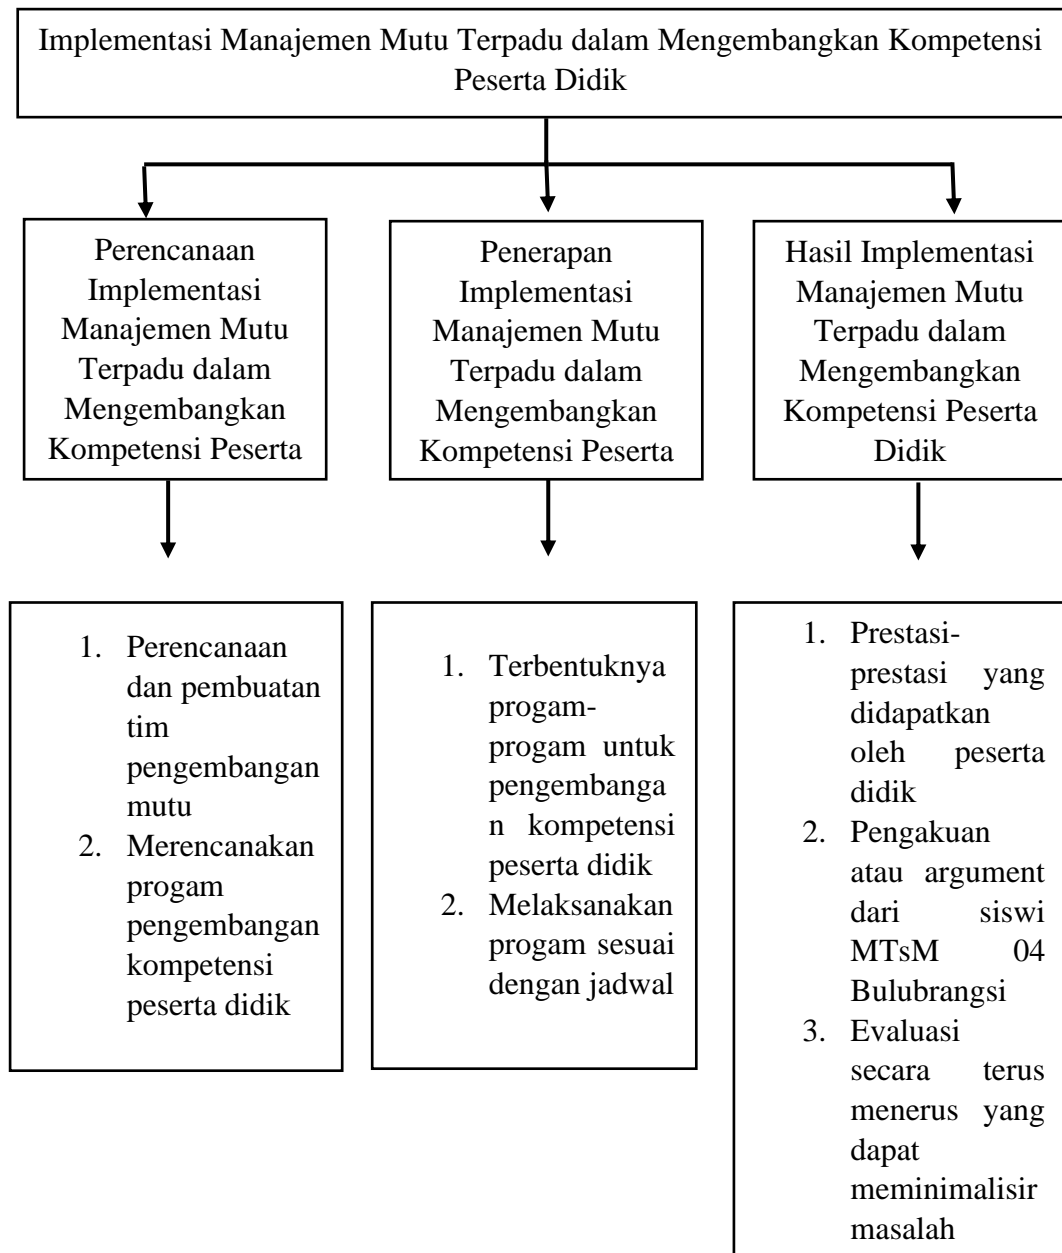 Implementasi Manajemen Mutu Terpadu dalam Mengembangkan Kompetensi
Peserta Didik
Perencanaan
Implementasi
Manajemen Mutu
Terpadu dalam
Mengembangkan
Kompetensi Peserta
Penerapan
Implementasi
Manajemen Mutu
Terpadu dalam
Mengembangkan
Kompetensi Peserta
Hasil Implementasi
Manajemen Mutu
Terpadu dalam
Mengembangkan
Kompetensi Peserta
Didik
1. Perencanaan
dan pembuatan
tim
pengembangan
mutu
2. Merencanakan
progam
pengembangan
kompetensi
peserta didik
1. Terbentuknya
progam-
progam untuk
pengembanga
n kompetensi
peserta didik
2. Melaksanakan
progam sesuai
dengan jadwal
1. Prestasi-
prestasi yang
didapatkan
oleh peserta
didik
2. Pengakuan
atau argument
dari siswi
MTsM 04
Bulubrangsi
3. Evaluasi
secara terus
menerus yang
dapat
meminimalisir
masalah